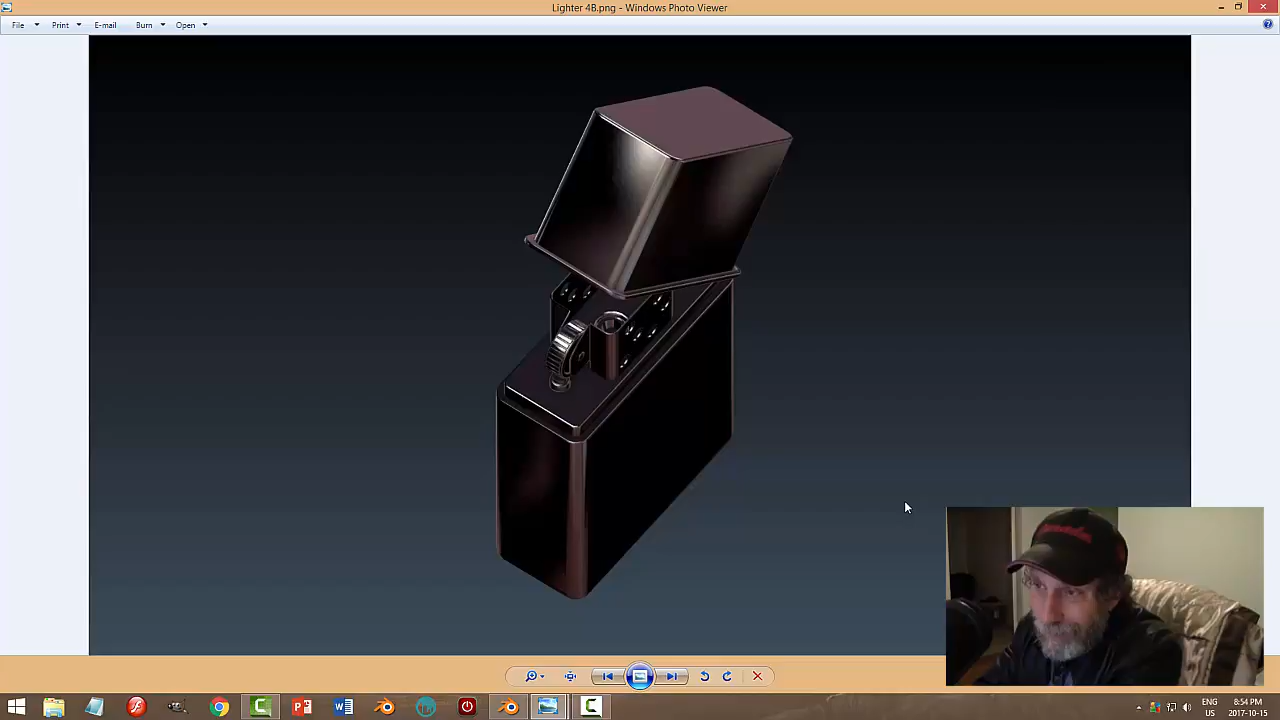 Lighter 4B.png - Windows Photo Viewer
File Print E-mail Burn Open
ENG 8:54 PM
US 2017-10-15